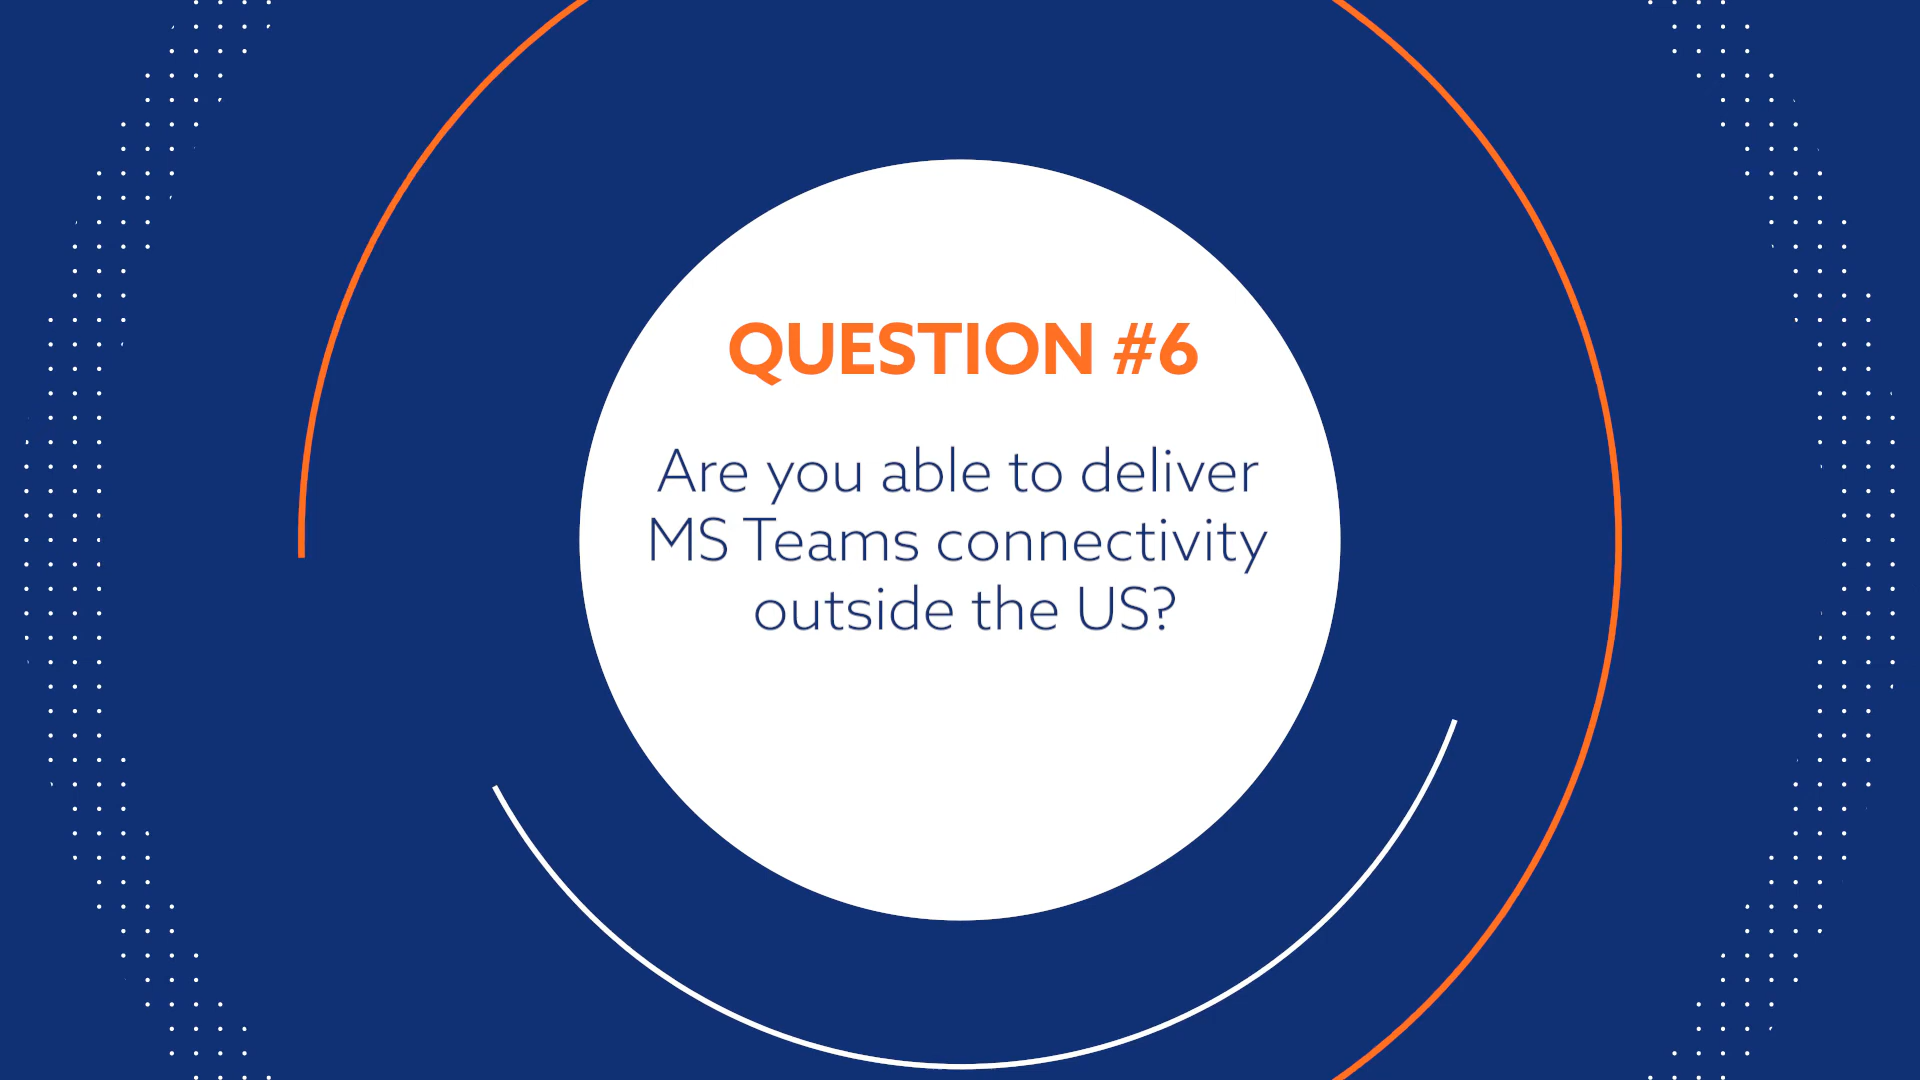 QUESTION #6
Are you able to deliver
MS Teams connectivity
outside the US?